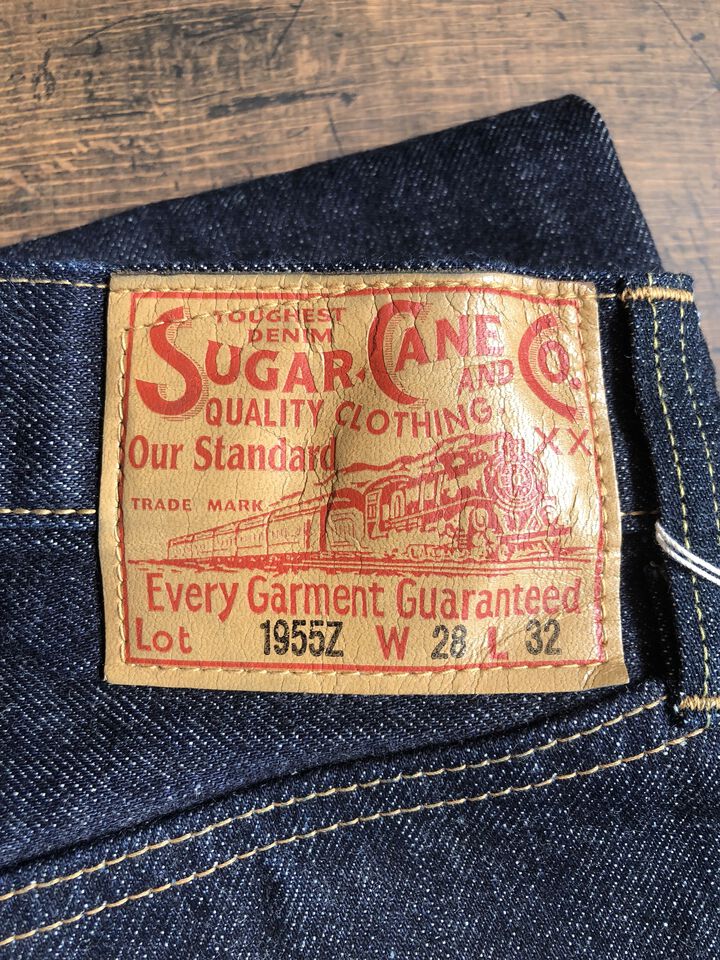 TOUGHEST
DENIM
SUGAR CANE AND CO.
QUALITY CLOTHING
Our Standard XX
TRADE MARK
Every Garment Guaranteed
Lot 1955Z W 28 L 32